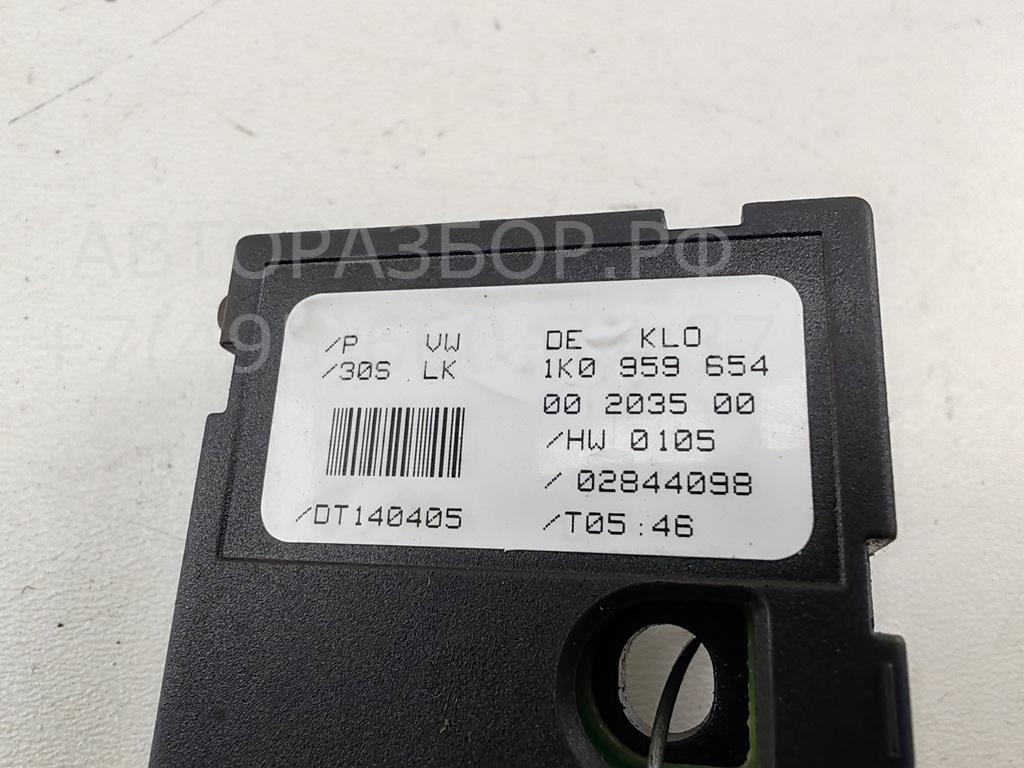 АВТОРАЗБОР.РФ
/P VW DE KLO
/30S LK 1K0 959 654
00 2035 00
/HW 0105
/ 02844098
/DT140405 /T05:46